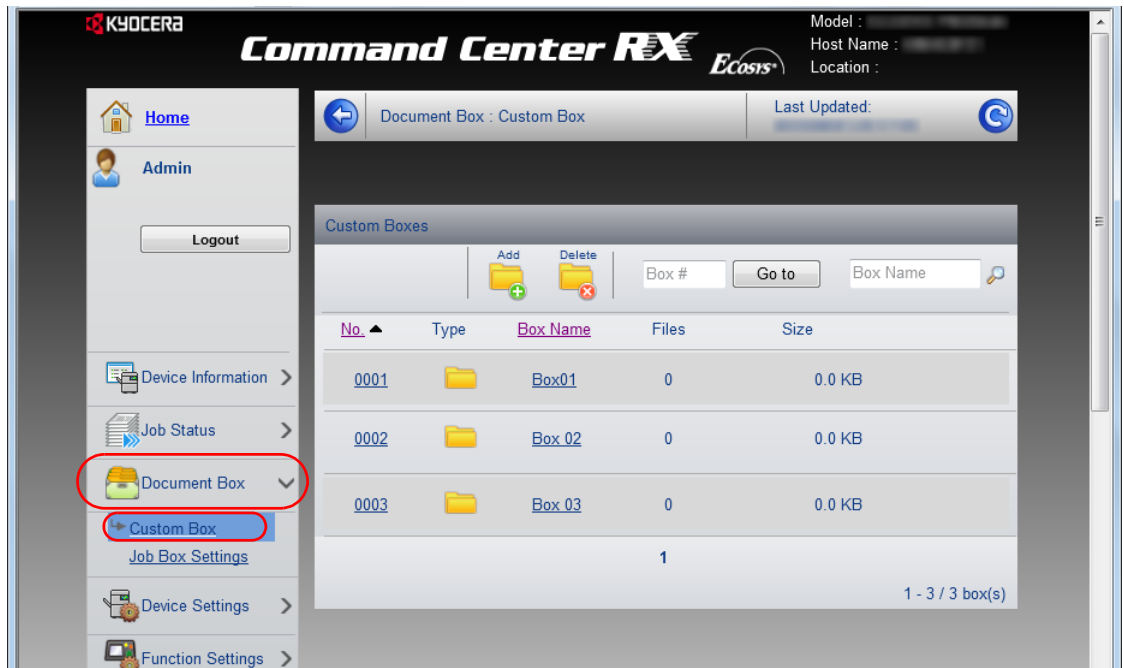 KYOCERA
Command Center RX
Ecosys
Model :
Host Name :
Location :
Home
Admin
Logout
Device Information
Job Status
Document Box
Custom Box
Job Box Settings
Device Settings
Function Settings
Document Box : Custom Box
Last Updated:
Custom Boxes
Add Delete
Box # Go to Box Name
No. Type Box Name Files Size
0001 Box01 0 0.0 KB
0002 Box 02 0 0.0 KB
0003 Box 03 0 0.0 KB
1
1 - 3 / 3 box(s)